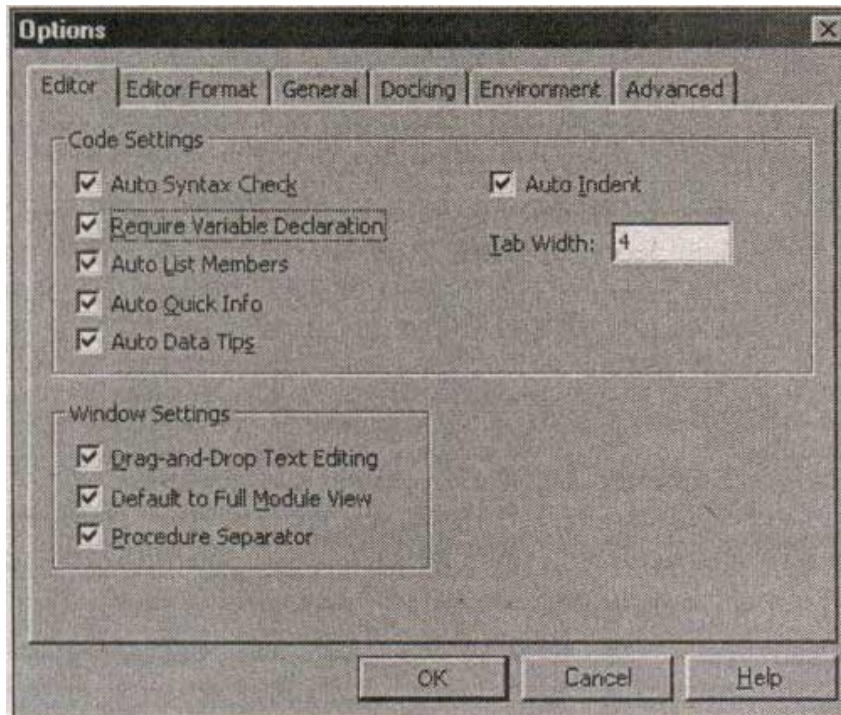 Options
Editor Editor Format General Docking Environment Advanced
Code Settings
Auto Syntax Check
Auto Indent
Require Variable Declaration
Tab Width: 4
Auto List Members
Auto Quick Info
Auto Data Tips
Window Settings
Drag-and-Drop Text Editing
Default to Full Module View
Procedure Separator
OK Cancel Help